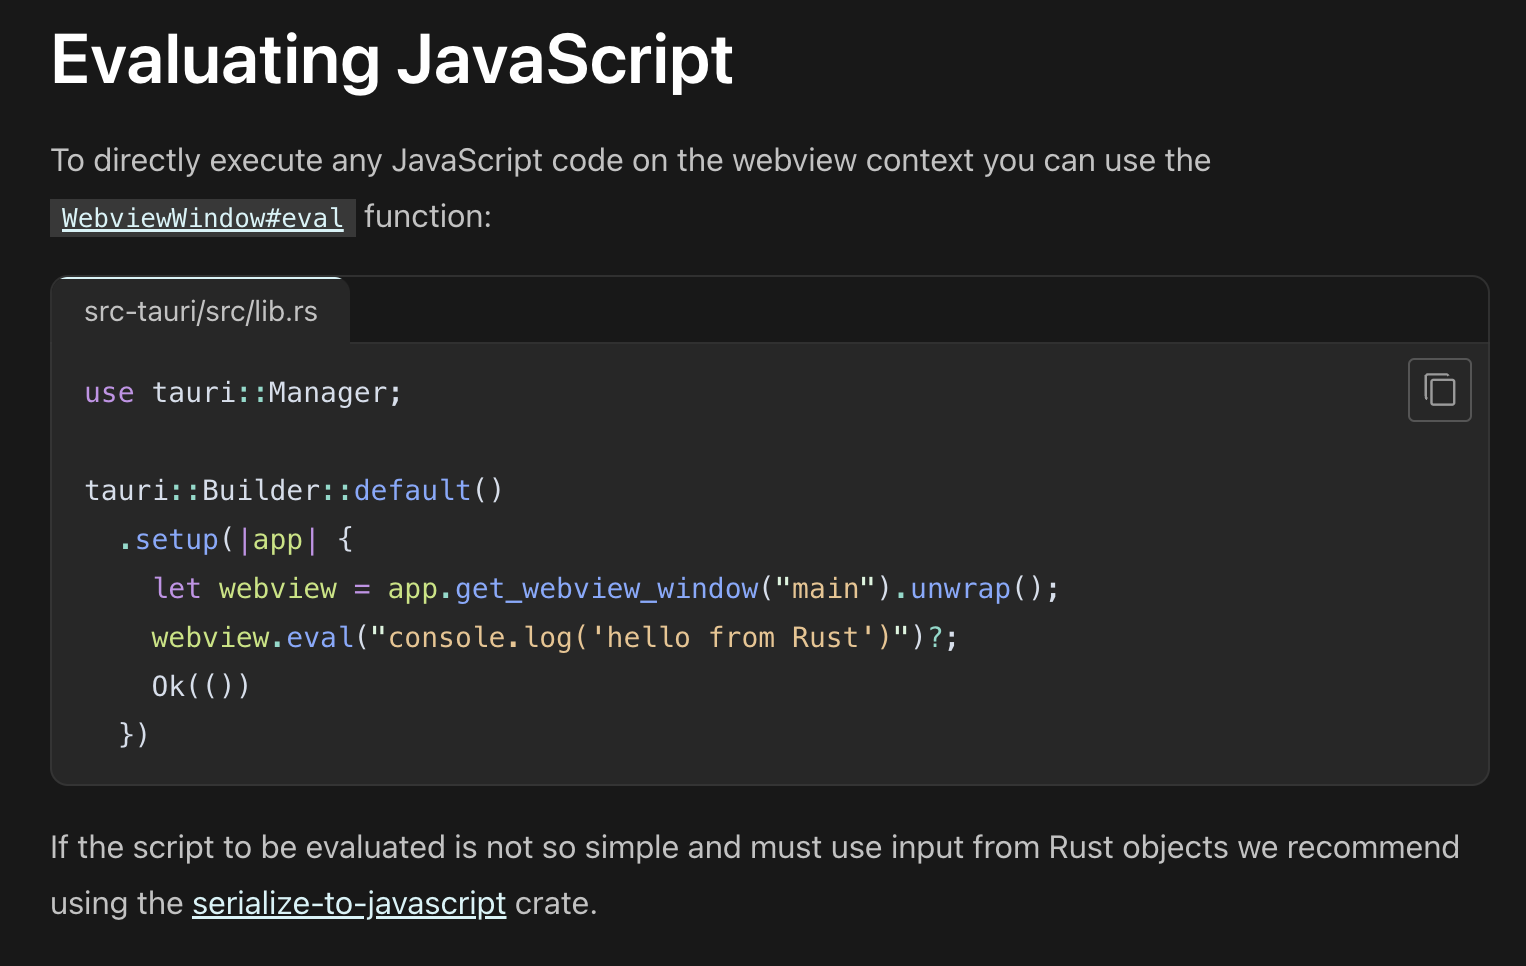 Evaluating JavaScript
To directly execute any JavaScript code on the webview context you can use the
WebviewWindow#eval function:
src-tauri/src/lib.rs
use tauri::Manager;

tauri::Builder::default()
  .setup(|app| {
    let webview = app.get_webview_window("main").unwrap();
    webview.eval("console.log('hello from Rust')")?;
    Ok(())
  })
If the script to be evaluated is not so simple and must use input from Rust objects we recommend
using the serialize-to-javascript crate.